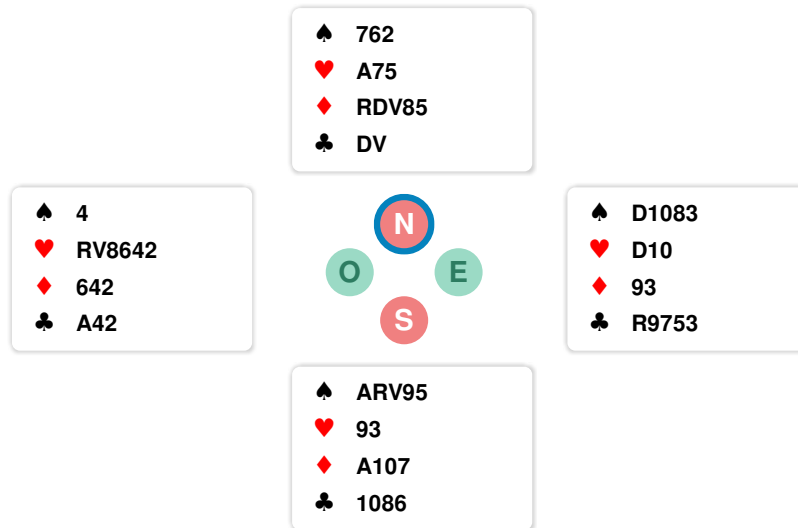 ♠ 762
♥ A75
♦ RDV85
♣ DV
♠ 4
♥ RV8642
♦ 642
♣ A42
N
O
E
S
♠ D1083
♥ D10
♦ 93
♣ R9753
♠ ARV95
♥ 93
♦ A107
♣ 1086